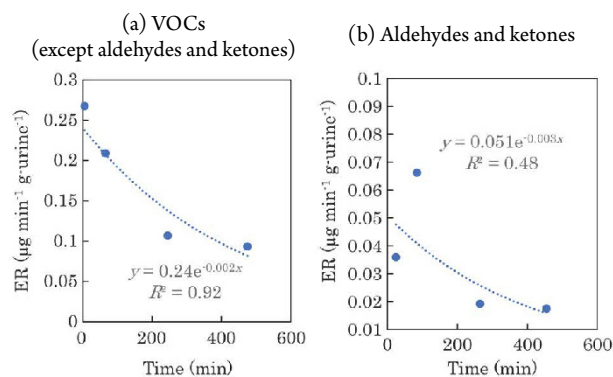 (a) VOCs
(except aldehydes and ketones)
ER (µg min⁻¹ g-urine⁻¹)
0.3
0.25
0.2
0.15
0.1
0.05
0
y = 0.24e⁻⁰·⁰⁰²ˣ
R² = 0.92
0 200 400 600
Time (min)
(b) Aldehydes and ketones
ER (µg min⁻¹ g-urine⁻¹)
0.1
0.09
0.08
0.07
0.06
0.05
0.04
0.03
0.02
0.01
y = 0.051e⁻⁰·⁰⁰³ˣ
R² = 0.48
0 200 400 600
Time (min)